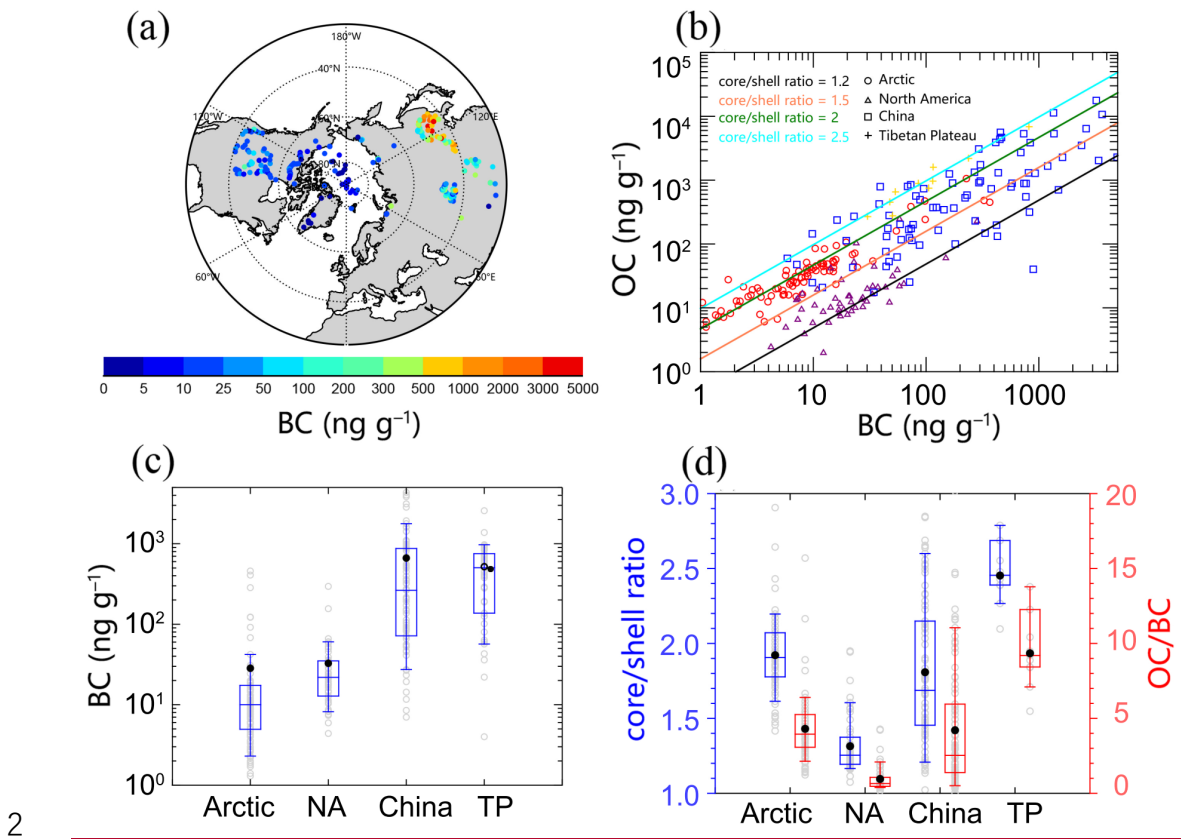 (a)
180°W
40°N
120°W
60°N
120°E
80°N
60°W
60°E
0°
0 5 10 25 50 100 200 300 500 1000 2000 3000 5000
BC (ng g⁻¹)
(b)
10⁵
10⁴
10³
10²
10¹
10⁰
OC (ng g⁻¹)
core/shell ratio = 1.2
core/shell ratio = 1.5
core/shell ratio = 2
core/shell ratio = 2.5
Arctic
North America
China
Tibetan Plateau
1 10 100 1000
BC (ng g⁻¹)
(c)
10³
10²
10¹
10⁰
BC (ng g⁻¹)
Arctic NA China TP
(d)
3.0
2.5
2.0
1.5
1.0
core/shell ratio
20
15
10
5
0
OC/BC
Arctic NA China TP
2